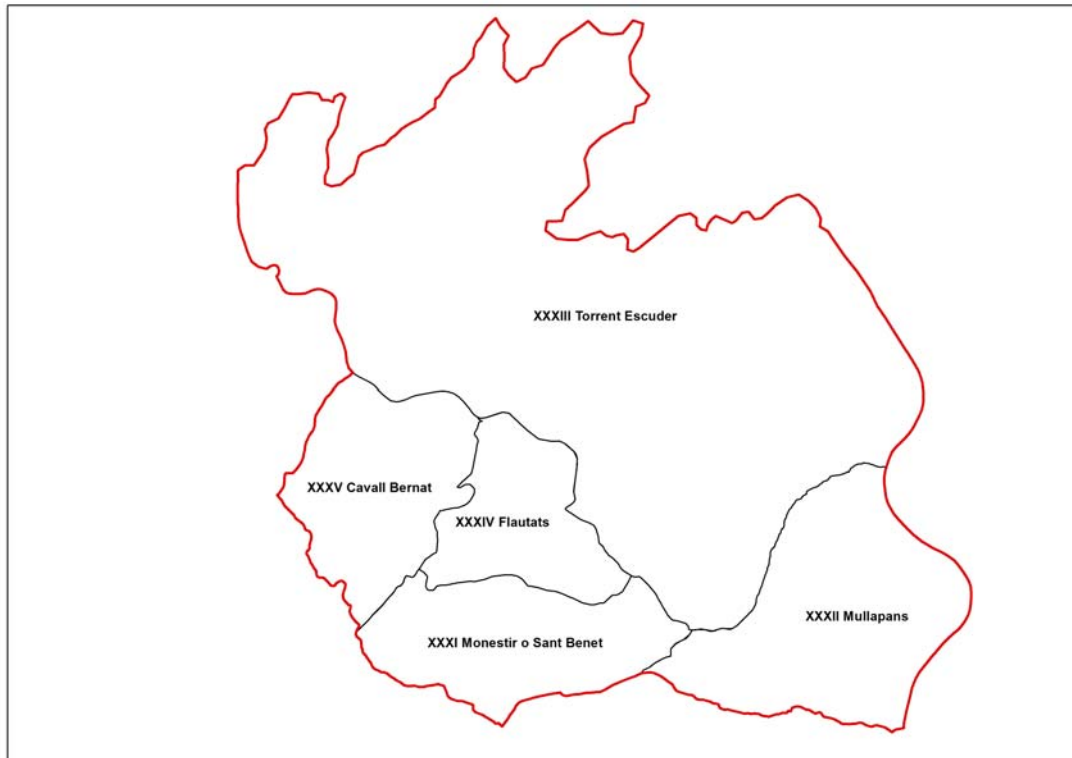 XXXIII Torrent Escuder
XXXV Cavall Bernat
XXXIV Flautats
XXXII Mullapans
XXXI Monestir o Sant Benet